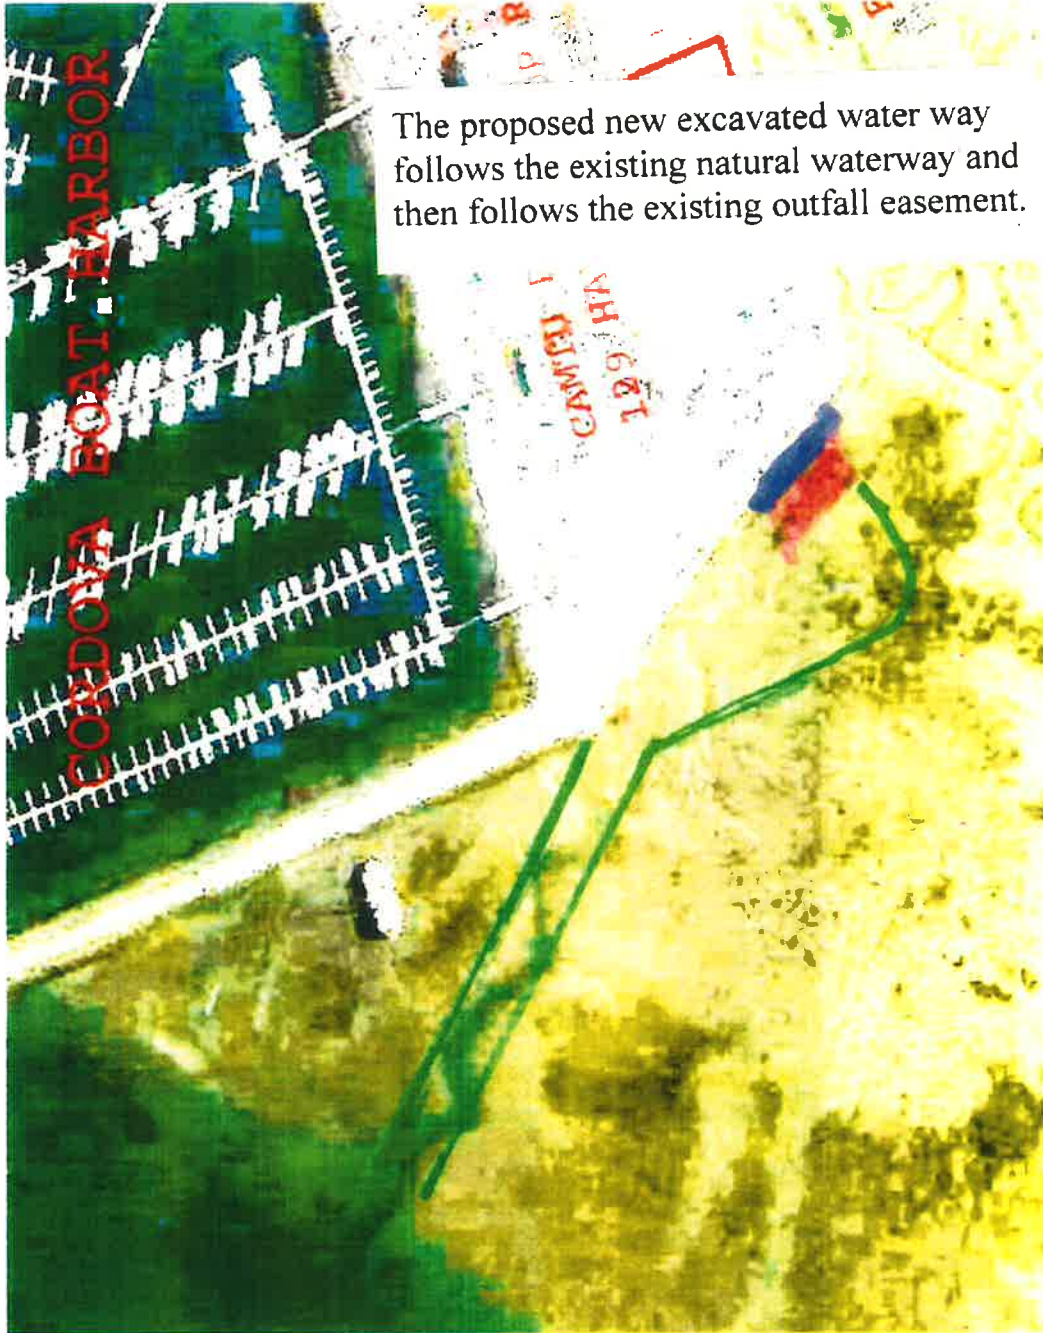 The proposed new excavated water way
follows the existing natural waterway and
then follows the existing outfall easement.
CORDOVA BOAT HARBOR